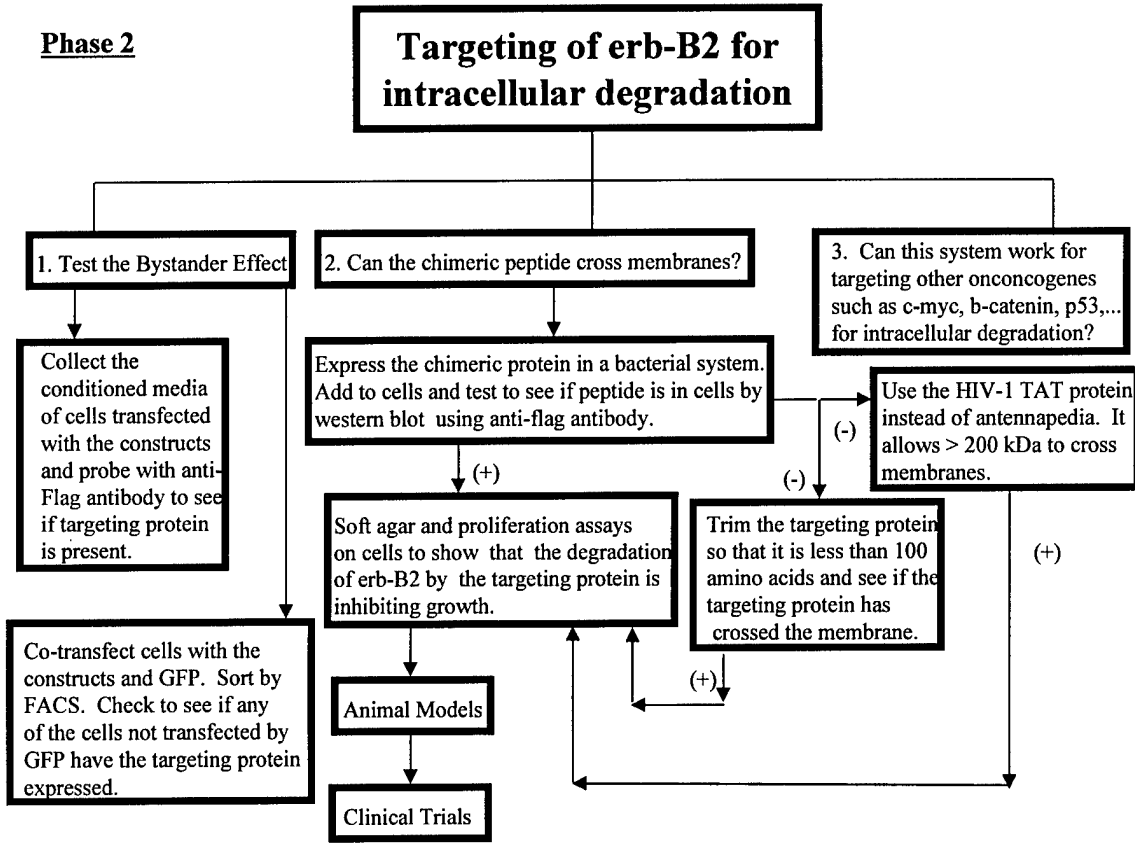 Phase 2
Targeting of erb-B2 for
intracellular degradation
1. Test the Bystander Effect
2. Can the chimeric peptide cross membranes?
3. Can this system work for
targeting other onconcogenes
such as c-myc, b-catenin, p53,...
for intracellular degradation?
Collect the
conditioned media
of cells transfected
with the constructs
and probe with anti-
Flag antibody to see
if targeting protein
is present.
Express the chimeric protein in a bacterial system.
Add to cells and test to see if peptide is in cells by
western blot using anti-flag antibody.
Use the HIV-1 TAT protein
instead of antennapedia. It
allows > 200 kDa to cross
membranes.
(-)
(+)
(-)
(+)
Soft agar and proliferation assays
on cells to show that the degradation
of erb-B2 by the targeting protein is
inhibiting growth.
Trim the targeting protein
so that it is less than 100
amino acids and see if the
targeting protein has
crossed the membrane.
(+)
Co-transfect cells with the
constructs and GFP. Sort by
FACS. Check to see if any
of the cells not transfected by
GFP have the targeting protein
expressed.
Animal Models
Clinical Trials